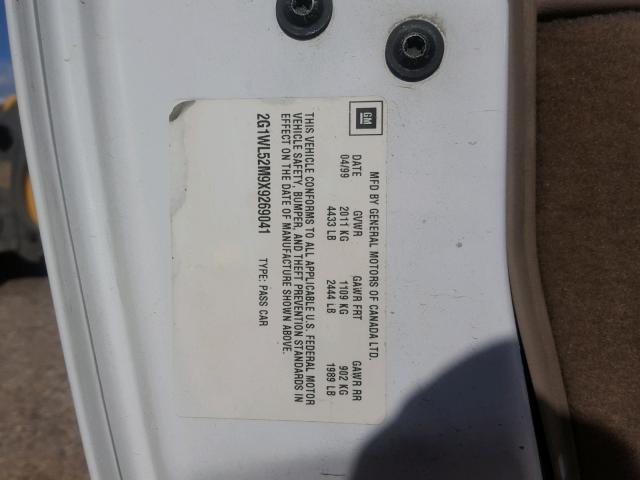 GM
MFD BY GENERAL MOTORS OF CANADA LTD.
DATE GVWR GAWR FRT GAWR RR
04/99 2011 KG 1109 KG 902 KG
4433 LB 2444 LB 1989 LB
THIS VEHICLE CONFORMS TO ALL APPLICABLE U.S. FEDERAL MOTOR
VEHICLE SAFETY, BUMPER, AND THEFT PREVENTION STANDARDS IN
EFFECT ON THE DATE OF MANUFACTURE SHOWN ABOVE.
2G1WL52M9X9269041 TYPE: PASS CAR